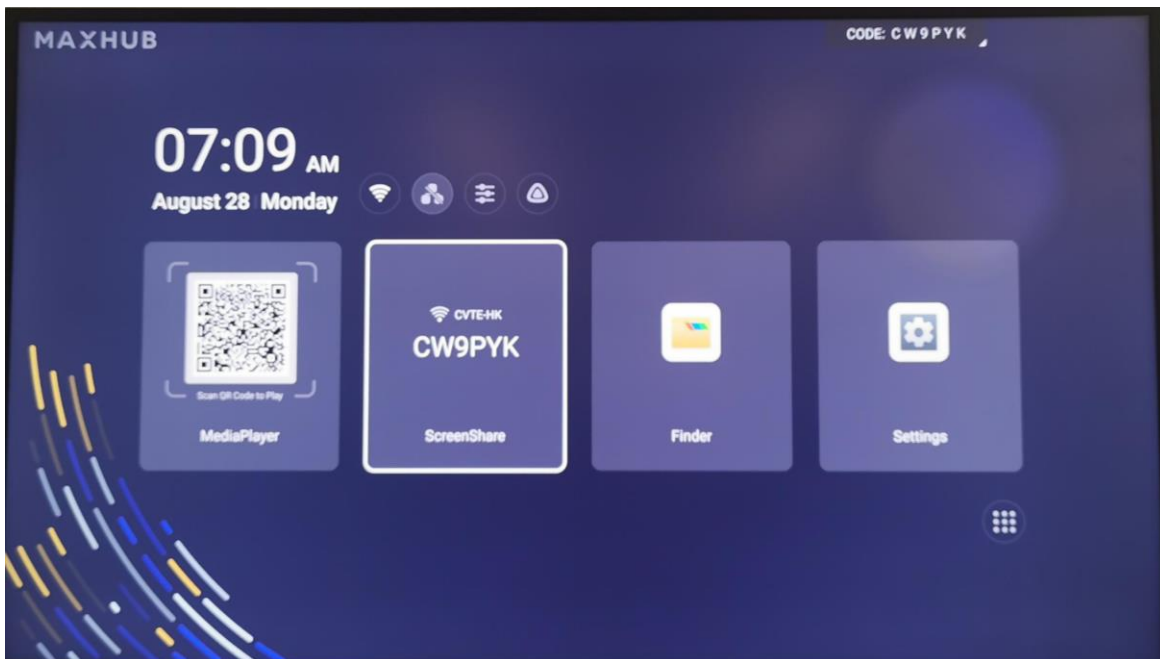 MAXHUB
CODE: CW9PYK
07:09 AM
August 28 Monday
CVTE-HK
CW9PYK
Scan QR Code to Play
MediaPlayer
ScreenShare
Finder
Settings